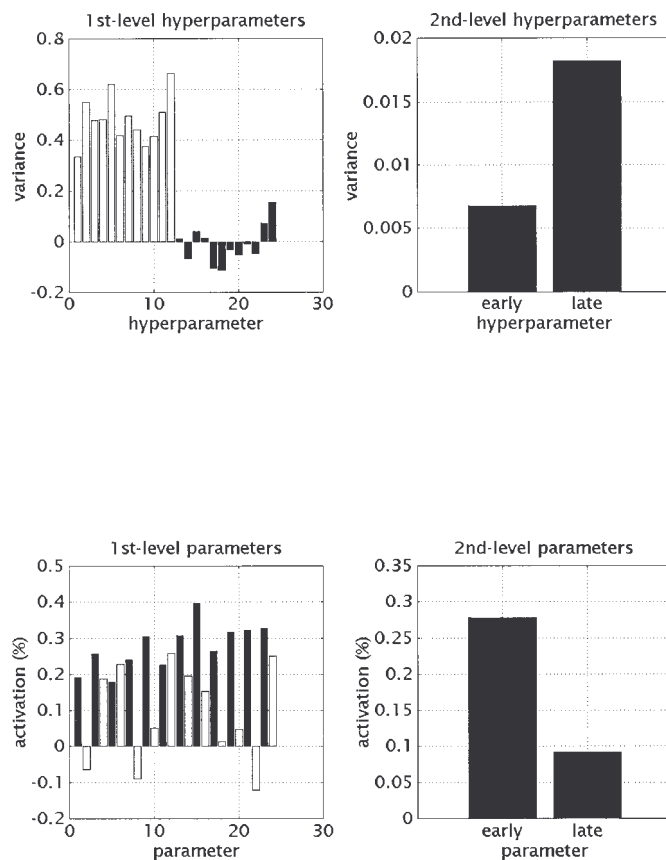 1st-level hyperparameters
0.8
0.6
0.4
0.2
0
-0.2
variance
0 10 20 30
hyperparameter
2nd-level hyperparameters
0.02
0.015
0.01
0.005
0
variance
early late
hyperparameter
1st-level parameters
0.5
0.4
0.3
0.2
0.1
0
-0.1
-0.2
activation (%)
0 10 20 30
parameter
2nd-level parameters
0.35
0.3
0.25
0.2
0.15
0.1
0.05
0
activation (%)
early late
parameter